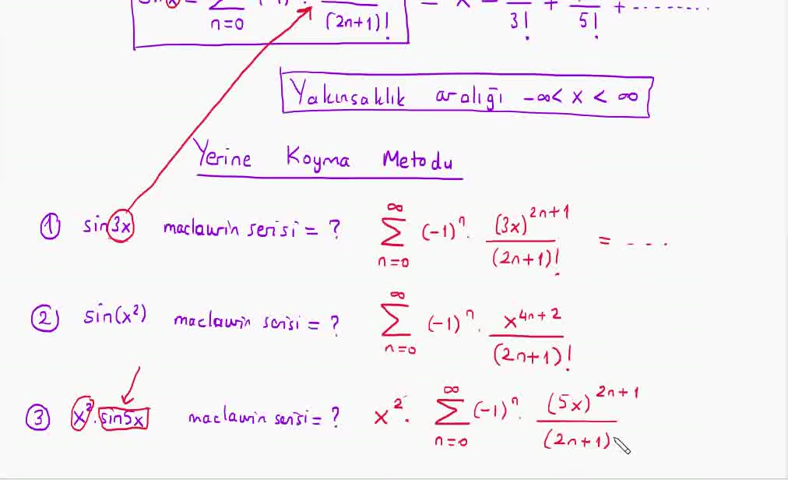 sin x = ∑ n=0 (-1) (2n+1)! = x - 3! + 5! + ........
Yakınsaklık aralığı -∞ < x < ∞
Yerine Koyma Metodu
① sin3x maclaurin serisi = ? ∞ ∑ n=0 (-1)ⁿ · (3x)^{2n+1} / (2n+1)! = - - - -
② sin(x²) maclaurin serisi = ? ∞ ∑ n=0 (-1)ⁿ · x^{4n+2} / (2n+1)!
③ x² · sin5x maclaurin serisi = ? x² · ∞ ∑ n=0 (-1)ⁿ · (5x)^{2n+1} / (2n+1)